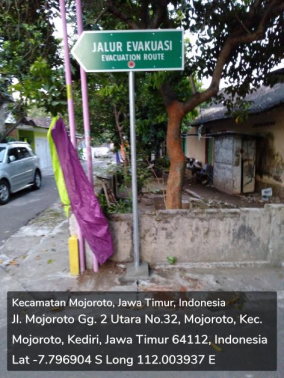 JALUR EVAKUASI
EVACUATION ROUTE
Kecamatan Mojoroto, Jawa Timur, Indonesia
Jl. Mojoroto Gg. 2 Utara No.32, Mojoroto, Kec.
Mojoroto, Kediri, Jawa Timur 64112, Indonesia
Lat -7.796904 S Long 112.003937 E